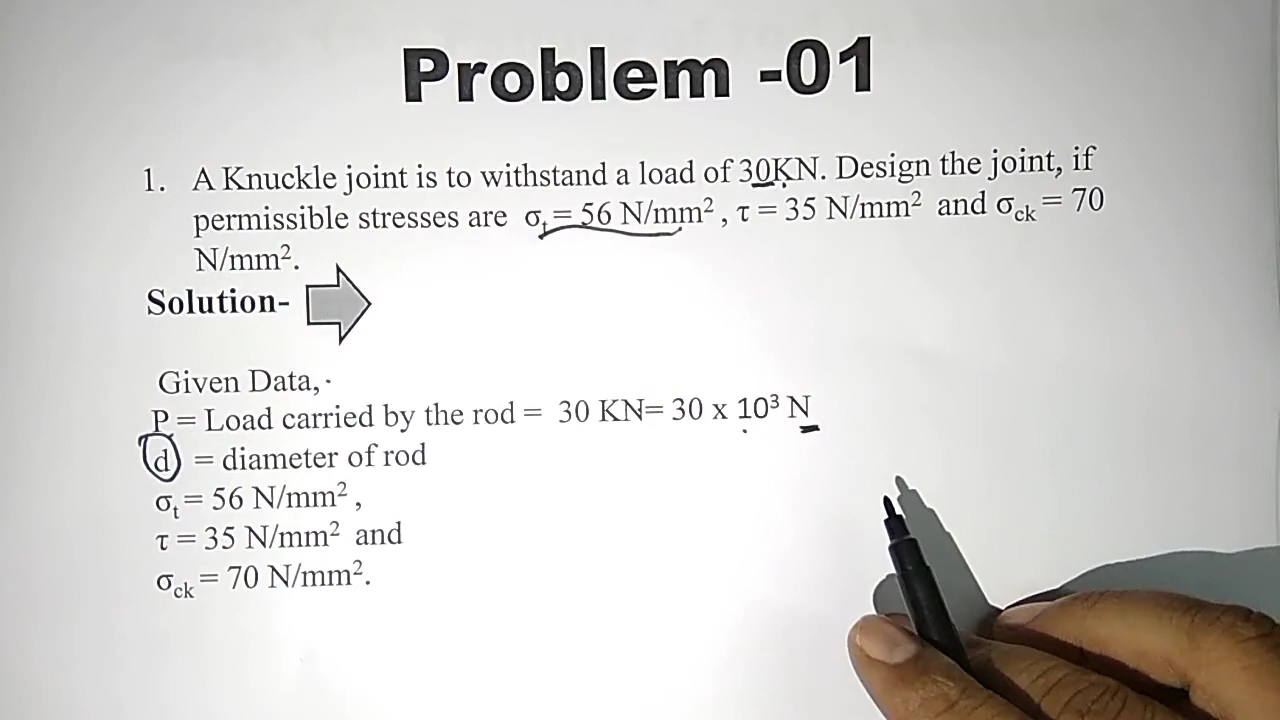 Problem -01
1. A Knuckle joint is to withstand a load of 30KN. Design the joint, if
permissible stresses are σₜ= 56 N/mm², τ = 35 N/mm² and σck = 70
N/mm².
Solution-
Given Data,
P = Load carried by the rod = 30 KN= 30 x 10³ N
d = diameter of rod
σₜ = 56 N/mm² ,
τ = 35 N/mm² and
σck = 70 N/mm².